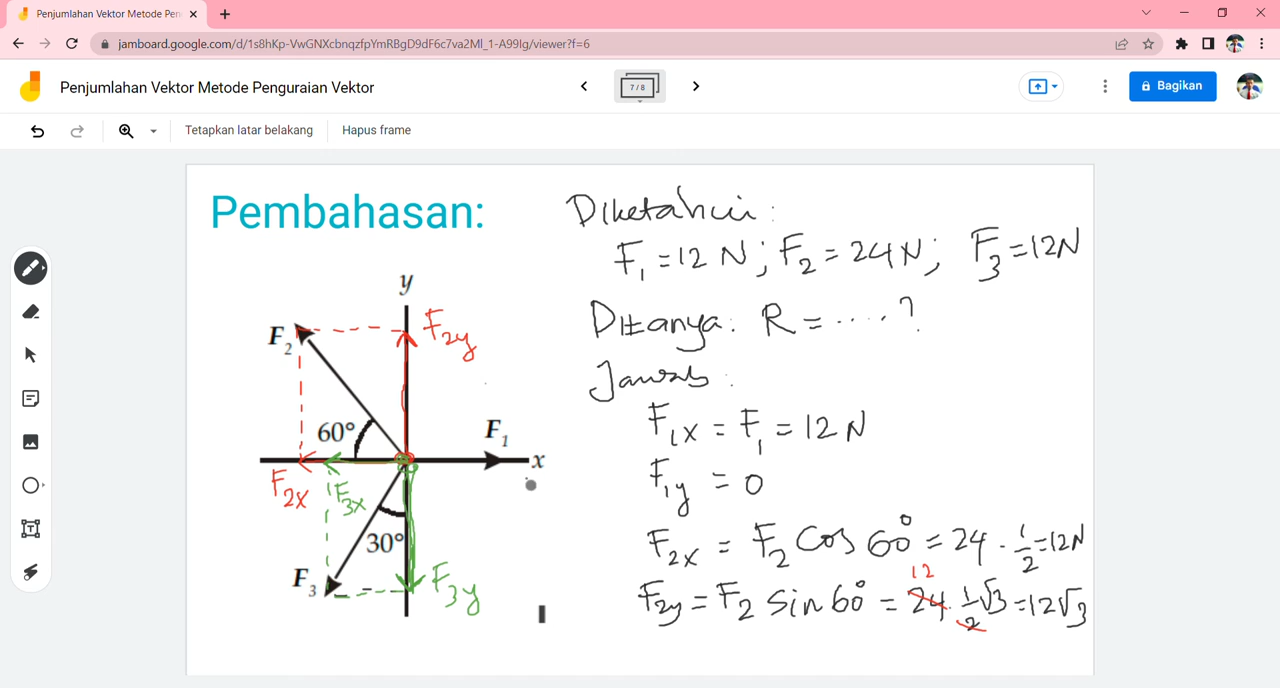 Penjumlahan Vektor Metode Pen
jamboard.google.com/d/1s8hKp-VwGNXcbnqzfpYmRBgD9dF6c7va2Ml_1-A99Ig/viewer?f=6
Penjumlahan Vektor Metode Penguraian Vektor
7 / 8
Bagikan
Tetapkan latar belakang
Hapus frame
Pembahasan:
y
F₂
F₂y
60°
F₁
x
F₂x
F₃x
30°
F₃
F₃y
Diketahui :
F₁ = 12 N ; F₂ = 24 N ; F₃ = 12 N
Ditanya : R = .... ?
Jawab :
F₁x = F₁ = 12 N
F₁y = 0
F₂x = F₂ Cos 60° = 24 . 1/2 = 12 N
12
F₂y = F₂ sin 60° = 24 . 1/2 √3 = 12√3